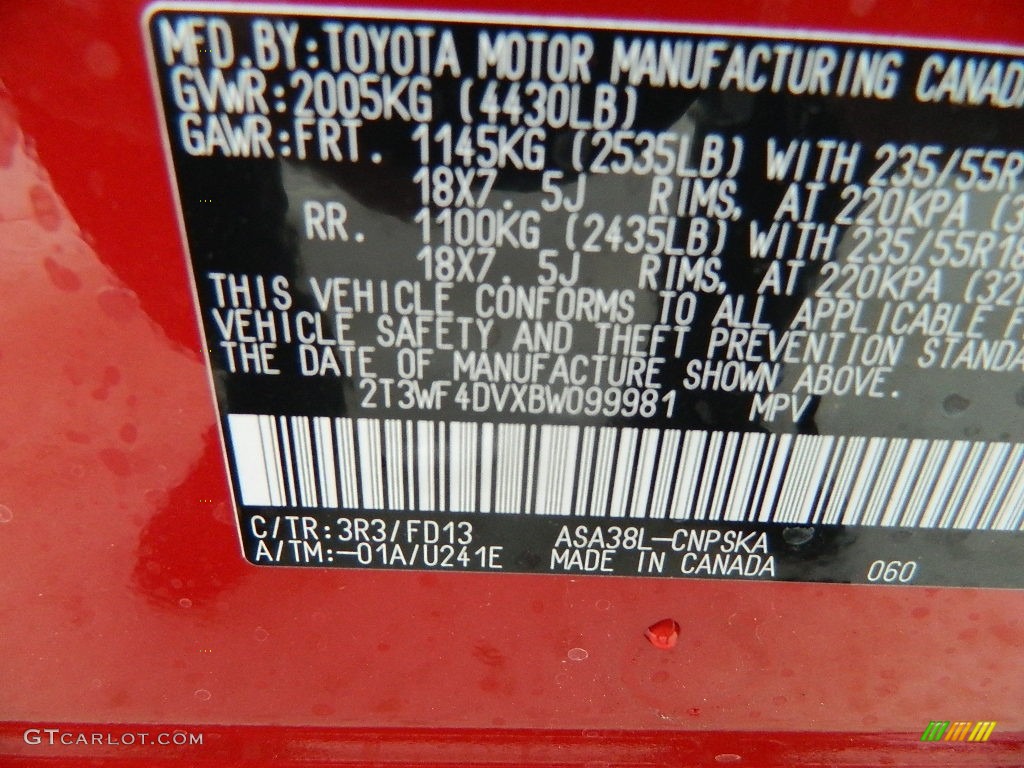 MFD.BY:TOYOTA MOTOR MANUFACTURING CANADA
GVWR:2005KG (4430LB)
GAWR:FRT. 1145KG (2535LB) WITH 235/55R
18X7.5J RIMS, AT 220KPA (3
RR. 1100KG (2435LB) WITH 235/55R18
18X7.5J RIMS, AT 220KPA (32
THIS VEHICLE CONFORMS TO ALL APPLICABLE F
VEHICLE SAFETY AND THEFT PREVENTION STANDA
THE DATE OF MANUFACTURE SHOWN ABOVE.
2T3WF4DVXBW099981 MPV
C/TR:3R3/FD13 ASA38L-CNPSKA
A/TM:-01A/U241E MADE IN CANADA 060
GTCARLOT.COM